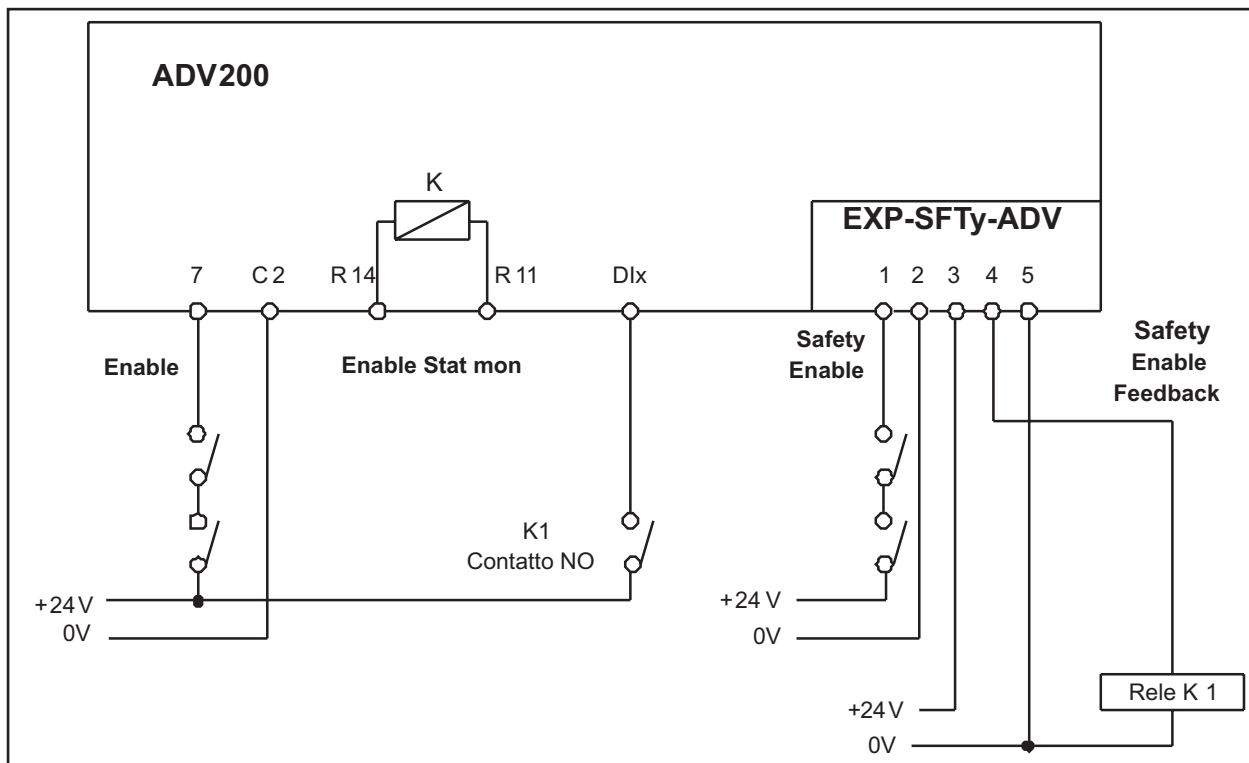 ADV200
K
EXP-SFTy-ADV
7 C 2 R 14 R 11 DIx 1 2 3 4 5
Enable
Enable Stat mon
Safety
Enable
Safety
Enable
Feedback
K1
Contatto NO
+24 V
0V
+24 V
0V
+24 V
0V
Rele K 1